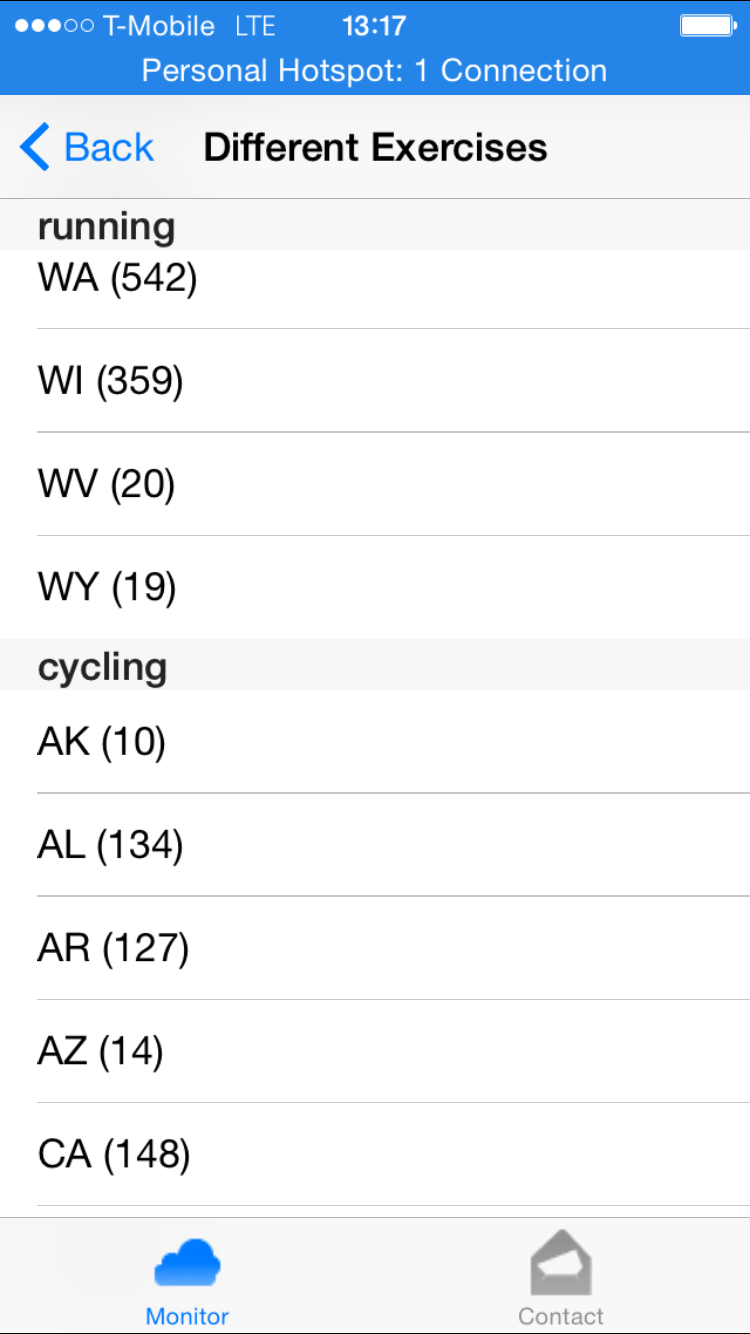 T-Mobile LTE 13:17
Personal Hotspot: 1 Connection
Back Different Exercises
running
WA (542)
WI (359)
WV (20)
WY (19)
cycling
AK (10)
AL (134)
AR (127)
AZ (14)
CA (148)
Monitor Contact